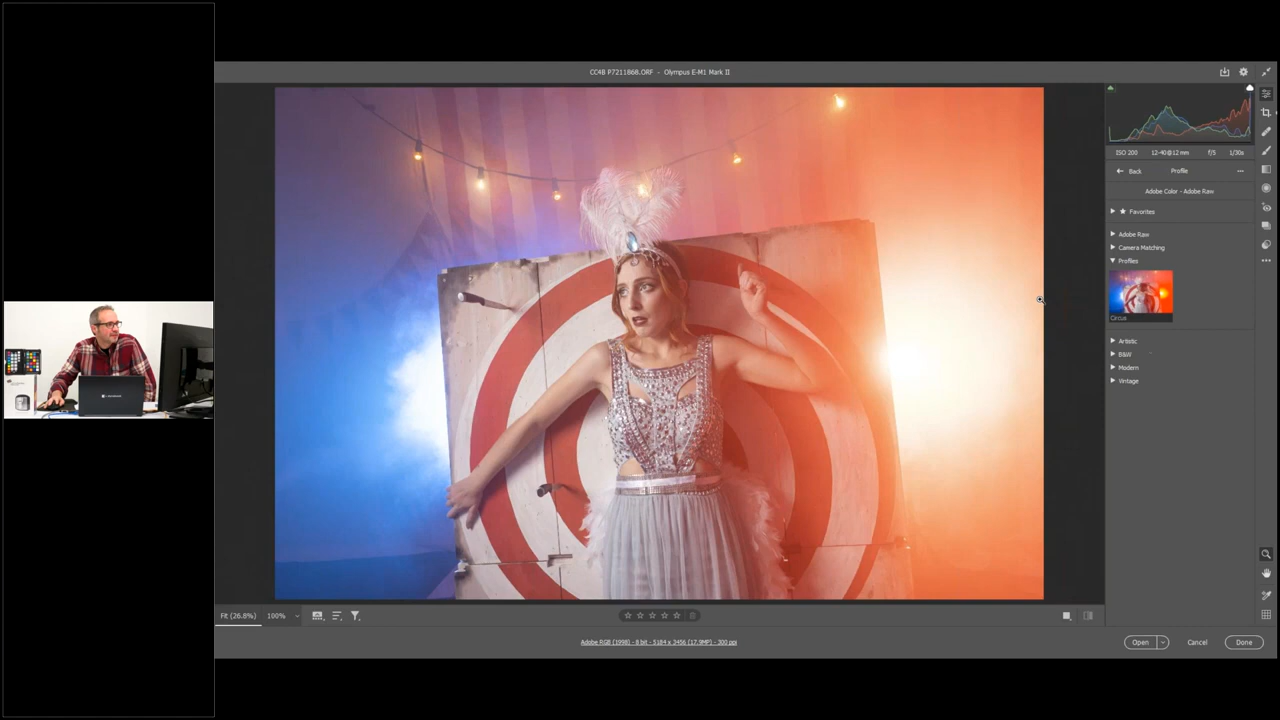 CC4B P7211868.ORF - Olympus E-M1 Mark II
ISO 200 12-40@12 mm f/5 1/30s
Back Profile
Adobe Color - Adobe Raw
Favorites
Adobe Raw
Camera Matching
Profiles
Circus
Artistic
B&W
Modern
Vintage
Fit (26.8%) 100%
Adobe RGB (1998) - 8 bit - 5184 x 3456 (17.9MP) - 300 ppi
Open Cancel Done